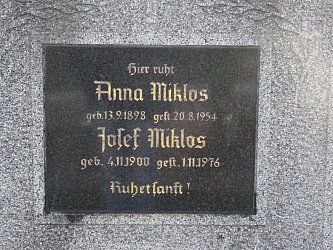 Hier ruht
Anna Miklos
geb. 13.9.1898 gest. 20.8.1954
Josef Miklos
geb. 4.11.1900 gest. 1.11.1976
Ruhet sanft!